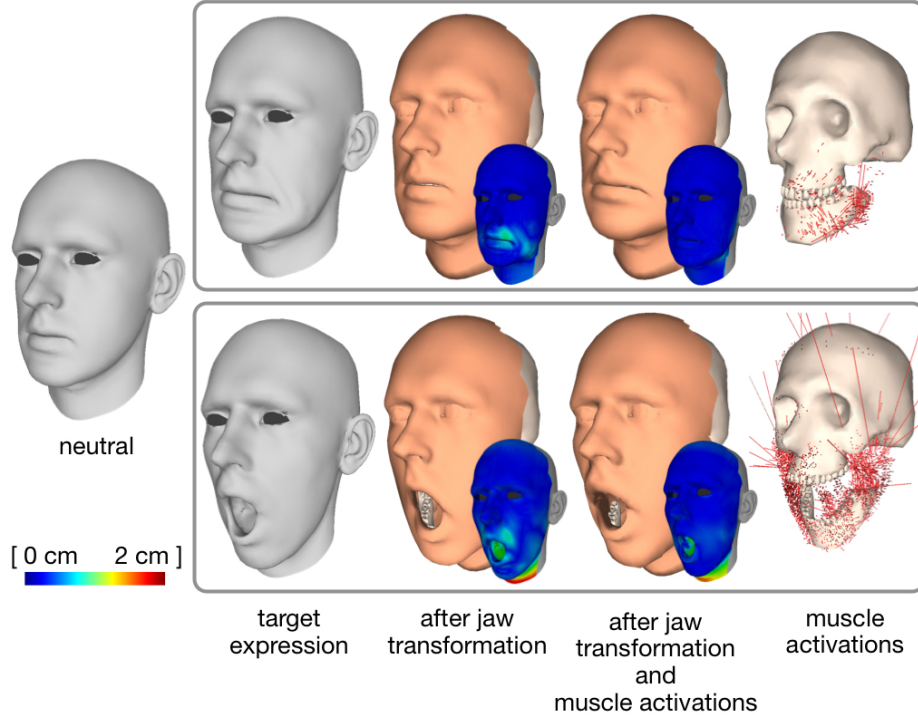 neutral
[ 0 cm 2 cm ]
target
expression
after jaw
transformation
after jaw
transformation
and
muscle activations
muscle
activations